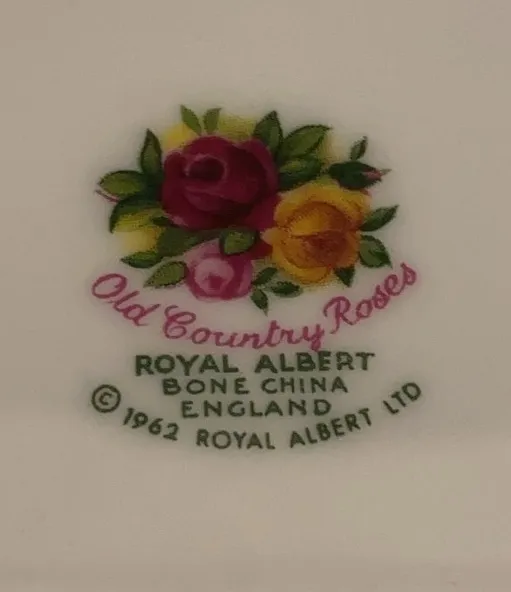 Old Country Roses
ROYAL ALBERT
BONE CHINA
ENGLAND
© 1962 ROYAL ALBERT LTD